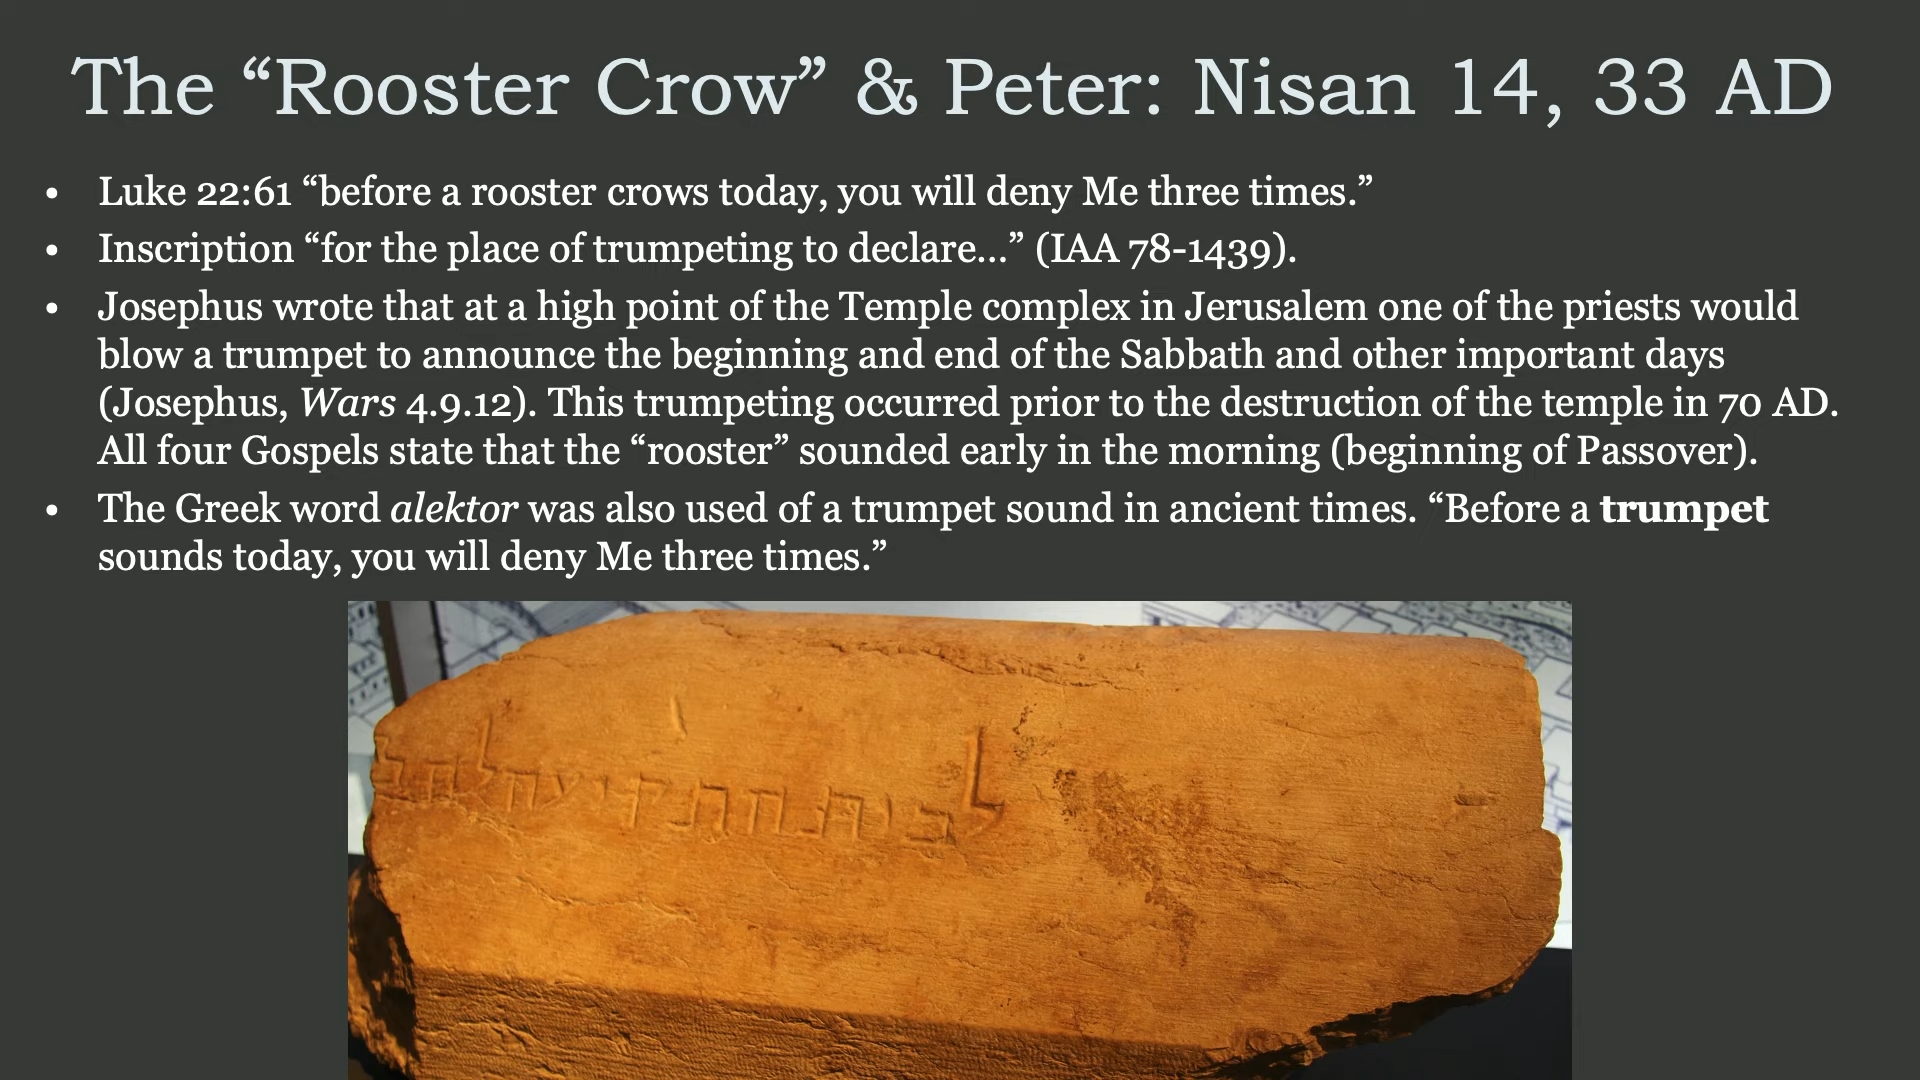 The “Rooster Crow” & Peter: Nisan 14, 33 AD
• Luke 22:61 “before a rooster crows today, you will deny Me three times.”
• Inscription “for the place of trumpeting to declare...” (IAA 78-1439).
• Josephus wrote that at a high point of the Temple complex in Jerusalem one of the priests would
blow a trumpet to announce the beginning and end of the Sabbath and other important days
(Josephus, Wars 4.9.12). This trumpeting occurred prior to the destruction of the temple in 70 AD.
All four Gospels state that the “rooster” sounded early in the morning (beginning of Passover).
• The Greek word alektor was also used of a trumpet sound in ancient times. “Before a trumpet
sounds today, you will deny Me three times.”
לבית התקיעה להכ